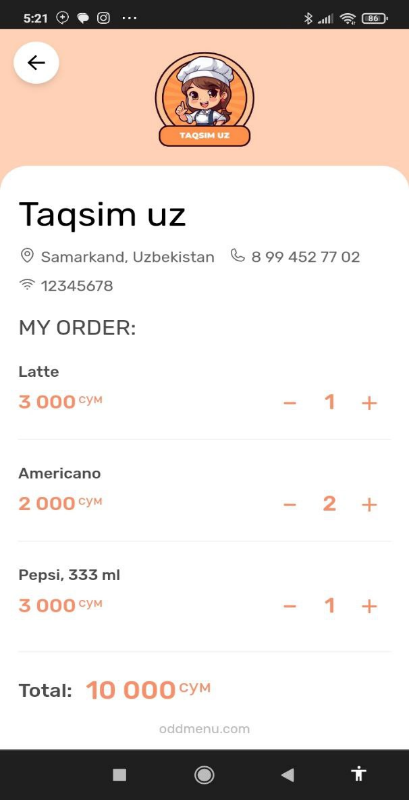 5:21 ... 86
TAQSIM UZ
Taqsim uz
Samarkand, Uzbekistan 8 99 452 77 02
12345678
MY ORDER:
Latte
3 000 сум − 1 +
Americano
2 000 сум − 2 +
Pepsi, 333 ml
3 000 сум − 1 +
Total: 10 000 сум
oddmenu.com